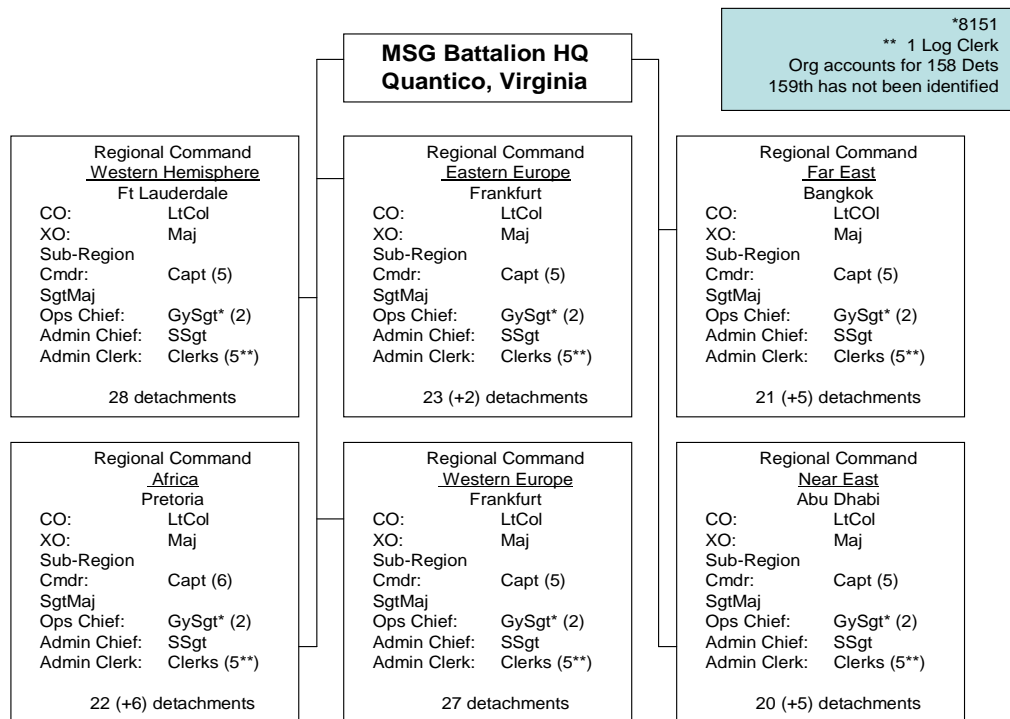 MSG Battalion HQ
Quantico, Virginia
*8151
** 1 Log Clerk
Org accounts for 158 Dets
159th has not been identified
Regional Command
Western Hemisphere
Ft Lauderdale
CO: LtCol
XO: Maj
Sub-Region
Cmdr: Capt (5)
SgtMaj
Ops Chief: GySgt* (2)
Admin Chief: SSgt
Admin Clerk: Clerks (5**)
28 detachments
Regional Command
Eastern Europe
Frankfurt
CO: LtCol
XO: Maj
Sub-Region
Cmdr: Capt (5)
SgtMaj
Ops Chief: GySgt* (2)
Admin Chief: SSgt
Admin Clerk: Clerks (5**)
23 (+2) detachments
Regional Command
Far East
Bangkok
CO: LtCOl
XO: Maj
Sub-Region
Cmdr: Capt (5)
SgtMaj
Ops Chief: GySgt* (2)
Admin Chief: SSgt
Admin Clerk: Clerks (5**)
21 (+5) detachments
Regional Command
Africa
Pretoria
CO: LtCol
XO: Maj
Sub-Region
Cmdr: Capt (6)
SgtMaj
Ops Chief: GySgt* (2)
Admin Chief: SSgt
Admin Clerk: Clerks (5**)
22 (+6) detachments
Regional Command
Western Europe
Frankfurt
CO: LtCol
XO: Maj
Sub-Region
Cmdr: Capt (5)
SgtMaj
Ops Chief: GySgt* (2)
Admin Chief: SSgt
Admin Clerk: Clerks (5**)
27 detachments
Regional Command
Near East
Abu Dhabi
CO: LtCol
XO: Maj
Sub-Region
Cmdr: Capt (5)
SgtMaj
Ops Chief: GySgt* (2)
Admin Chief: SSgt
Admin Clerk: Clerks (5**)
20 (+5) detachments